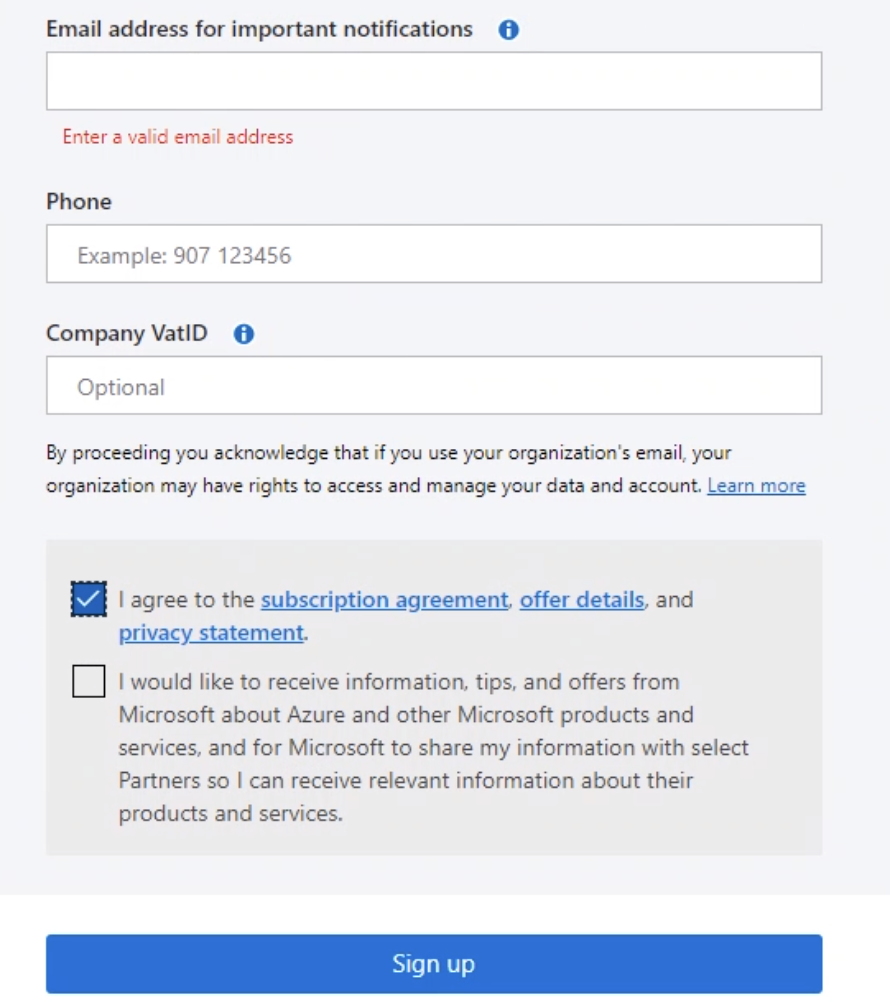 Email address for important notifications
Enter a valid email address
Phone
Example: 907 123456
Company VatID
Optional
By proceeding you acknowledge that if you use your organization's email, your
organization may have rights to access and manage your data and account. Learn more
I agree to the subscription agreement, offer details, and
privacy statement.
I would like to receive information, tips, and offers from
Microsoft about Azure and other Microsoft products and
services, and for Microsoft to share my information with select
Partners so I can receive relevant information about their
products and services.
Sign up